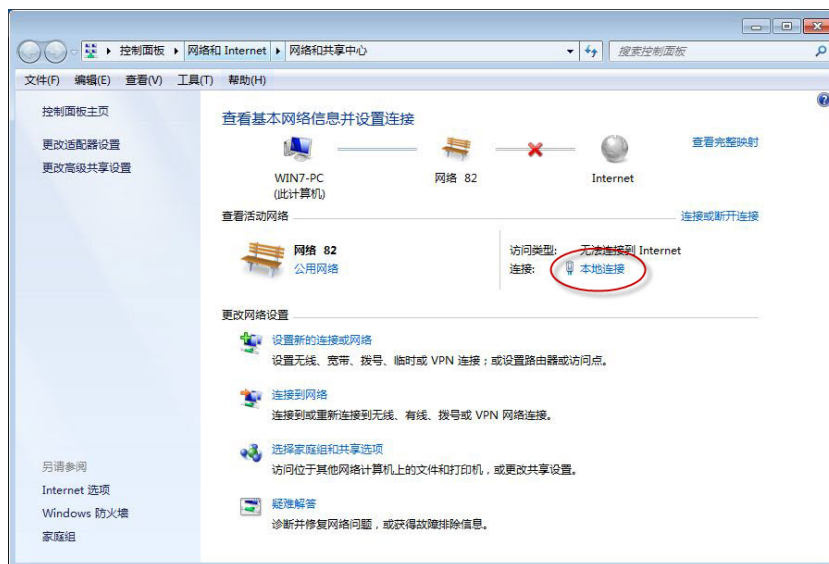 控制面板 ▸ 网络和 Internet ▸ 网络和共享中心
搜索控制面板
文件(F) 编辑(E) 查看(V) 工具(T) 帮助(H)
控制面板主页
更改适配器设置
更改高级共享设置
查看基本网络信息并设置连接
查看完整映射
WIN7-PC
(此计算机)
网络 82
Internet
查看活动网络
连接或断开连接
网络 82
公用网络
访问类型: 无法连接到 Internet
连接: 本地连接
更改网络设置
设置新的连接或网络
设置无线、宽带、拨号、临时或 VPN 连接;或设置路由器或访问点。
连接到网络
连接到或重新连接到无线、有线、拨号或 VPN 网络连接。
选择家庭组和共享选项
访问位于其他网络计算机上的文件和打印机,或更改共享设置。
疑难解答
诊断并修复网络问题,或获得故障排除信息。
另请参阅
Internet 选项
Windows 防火墙
家庭组